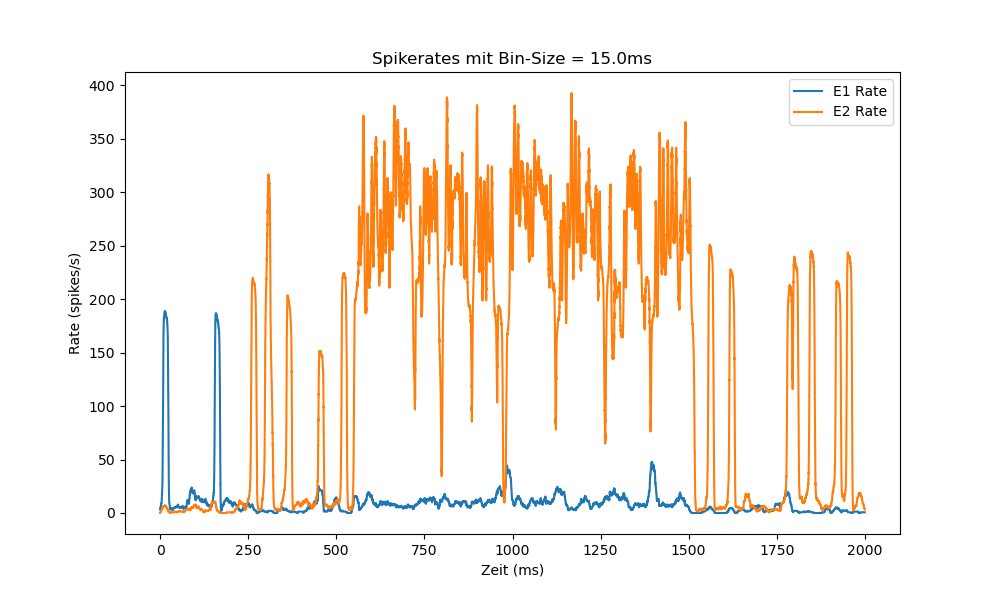 Spikerates mit Bin-Size = 15.0ms
E1 Rate
E2 Rate
Rate (spikes/s)
400
350
300
250
200
150
100
50
0
0 250 500 750 1000 1250 1500 1750 2000
Zeit (ms)